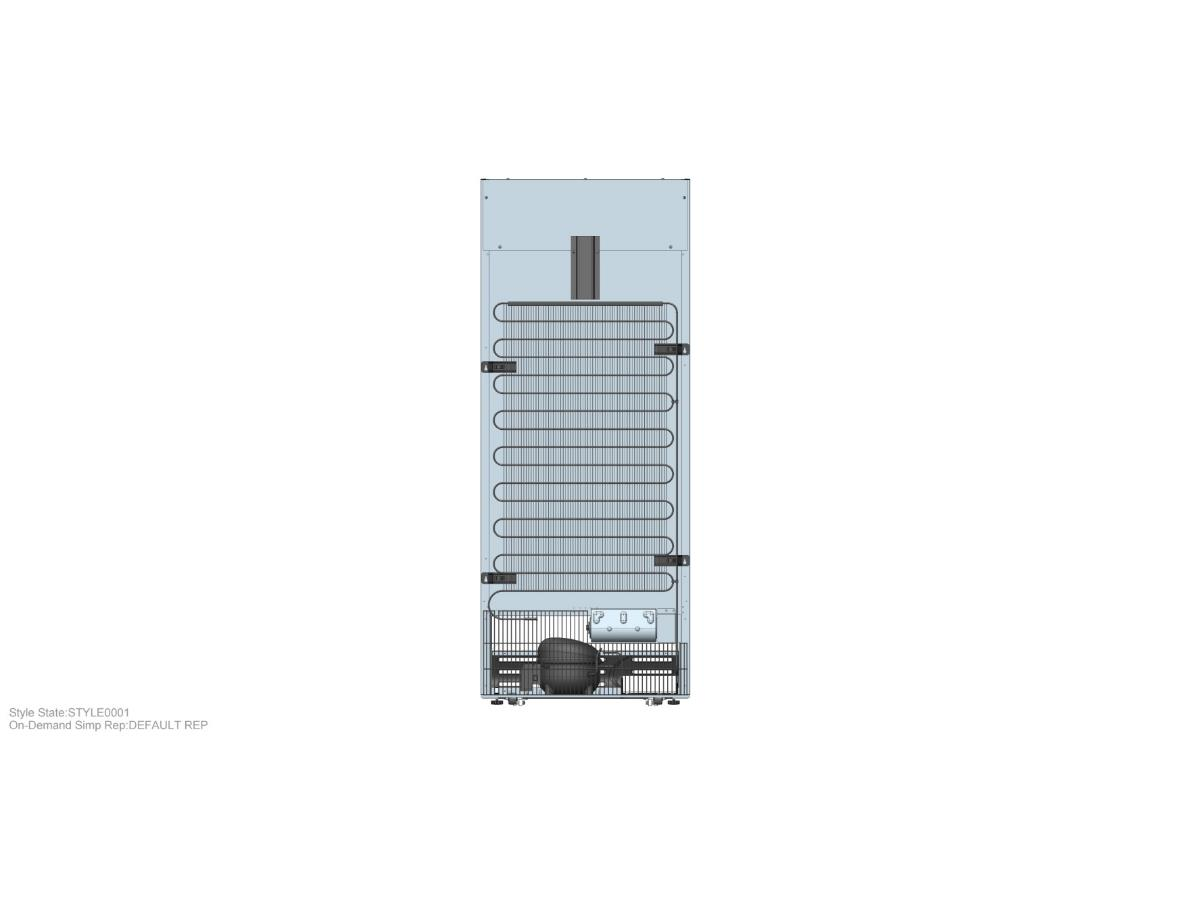 Style State:STYLE0001
On-Demand Simp Rep:DEFAULT REP